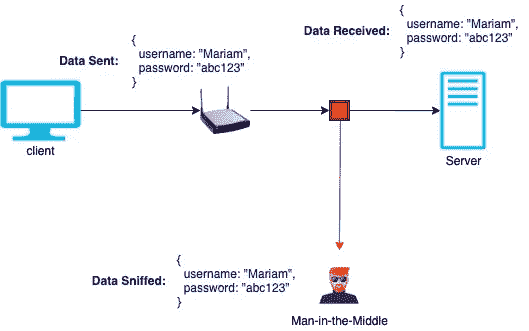 Data Sent:
{
username: "Mariam",
password: "abc123"
}
Data Received:
{
username: "Mariam",
password: "abc123"
}
client
Server
Data Sniffed:
{
username: "Mariam",
password: "abc123"
}
Man-in-the-Middle